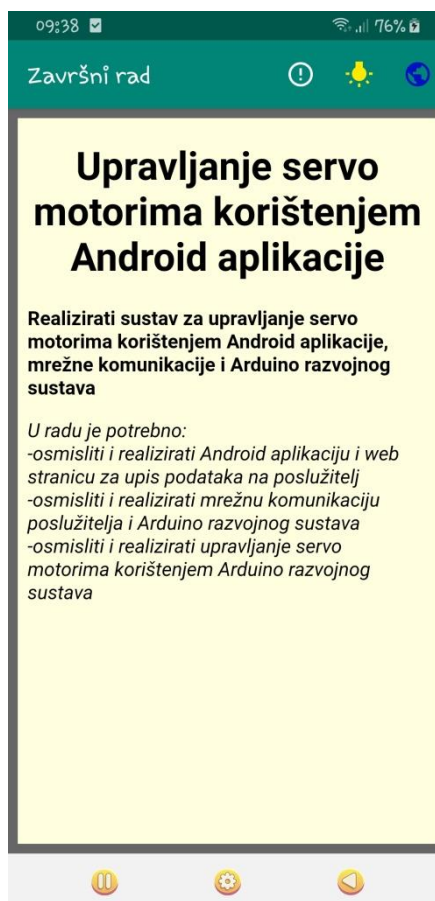 09:38 76%
Završni rad
Upravljanje servo
motorima korištenjem
Android aplikacije
Realizirati sustav za upravljanje servo
motorima korištenjem Android aplikacije,
mrežne komunikacije i Arduino razvojnog
sustava
U radu je potrebno:
-osmisliti i realizirati Android aplikaciju i web
stranicu za upis podataka na poslužitelj
-osmisliti i realizirati mrežnu komunikaciju
poslužitelja i Arduino razvojnog sustava
-osmisliti i realizirati upravljanje servo
motorima korištenjem Arduino razvojnog
sustava